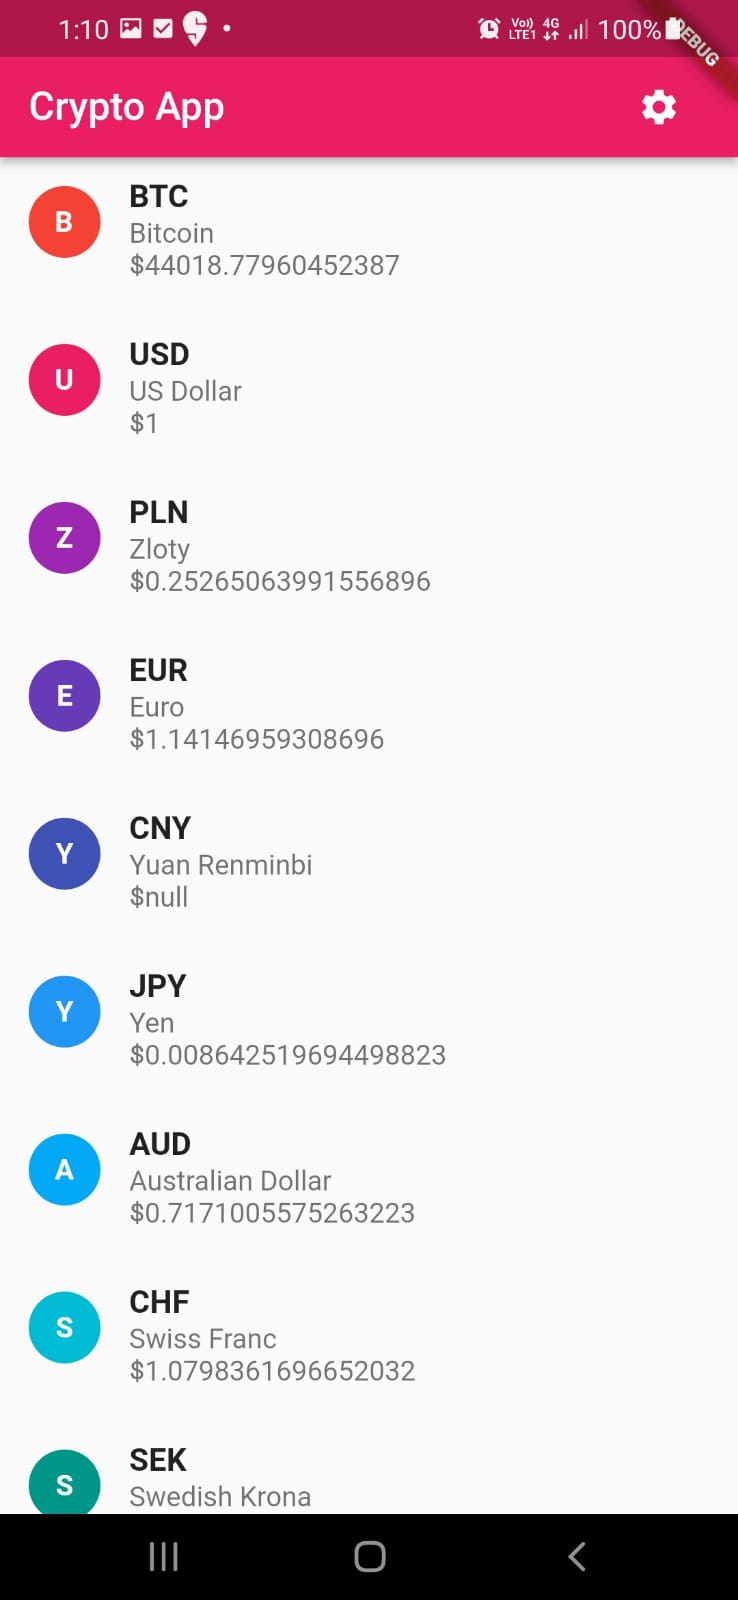 1:10
Vo)) 4G
LTE1
100%
DEBUG
Crypto App
B
BTC
Bitcoin
$44018.77960452387
U
USD
US Dollar
$1
Z
PLN
Zloty
$0.25265063991556896
E
EUR
Euro
$1.14146959308696
Y
CNY
Yuan Renminbi
$null
Y
JPY
Yen
$0.008642519694498823
A
AUD
Australian Dollar
$0.7171005575263223
S
CHF
Swiss Franc
$1.0798361696652032
S
SEK
Swedish Krona